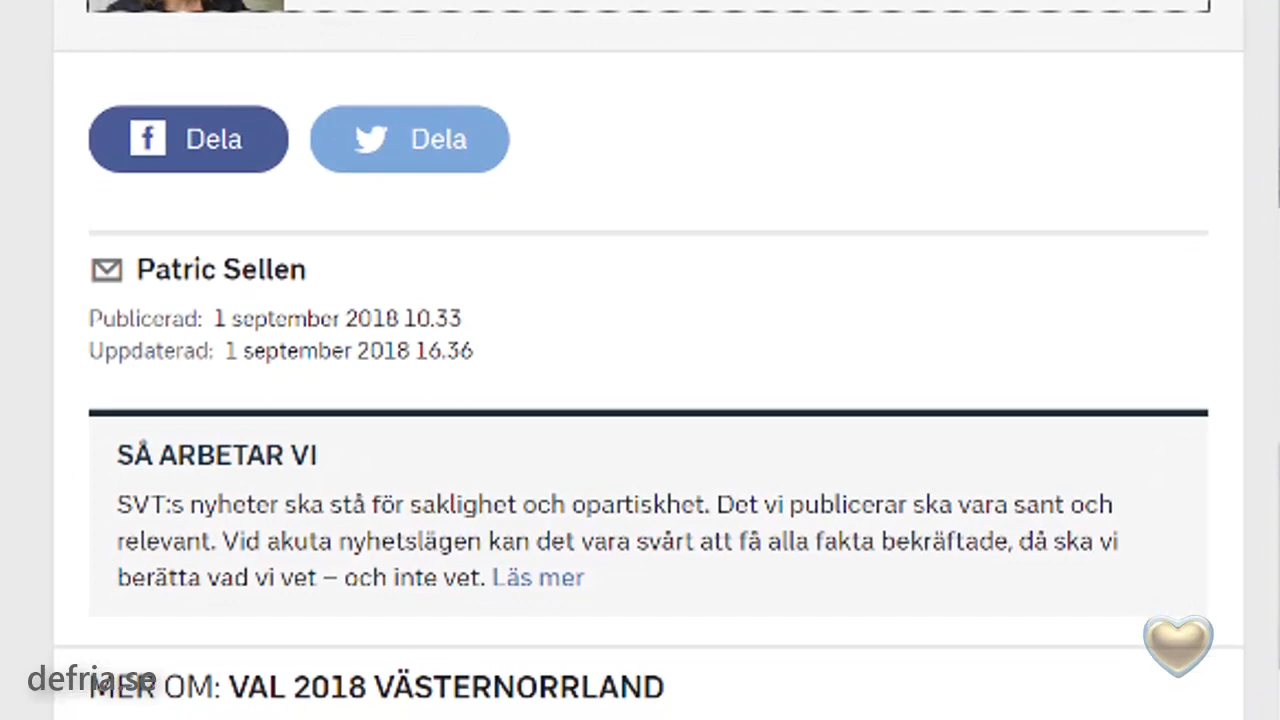 Dela Dela
Patric Sellen
Publicerad: 1 september 2018 10.33
Uppdaterad: 1 september 2018 16.36
SÅ ARBETAR VI
SVT:s nyheter ska stå för saklighet och opartiskhet. Det vi publicerar ska vara sant och
relevant. Vid akuta nyhetslägen kan det vara svårt att få alla fakta bekräftade, då ska vi
berätta vad vi vet – och inte vet. Läs mer
MER OM: VAL 2018 VÄSTERNORRLAND
defria.se